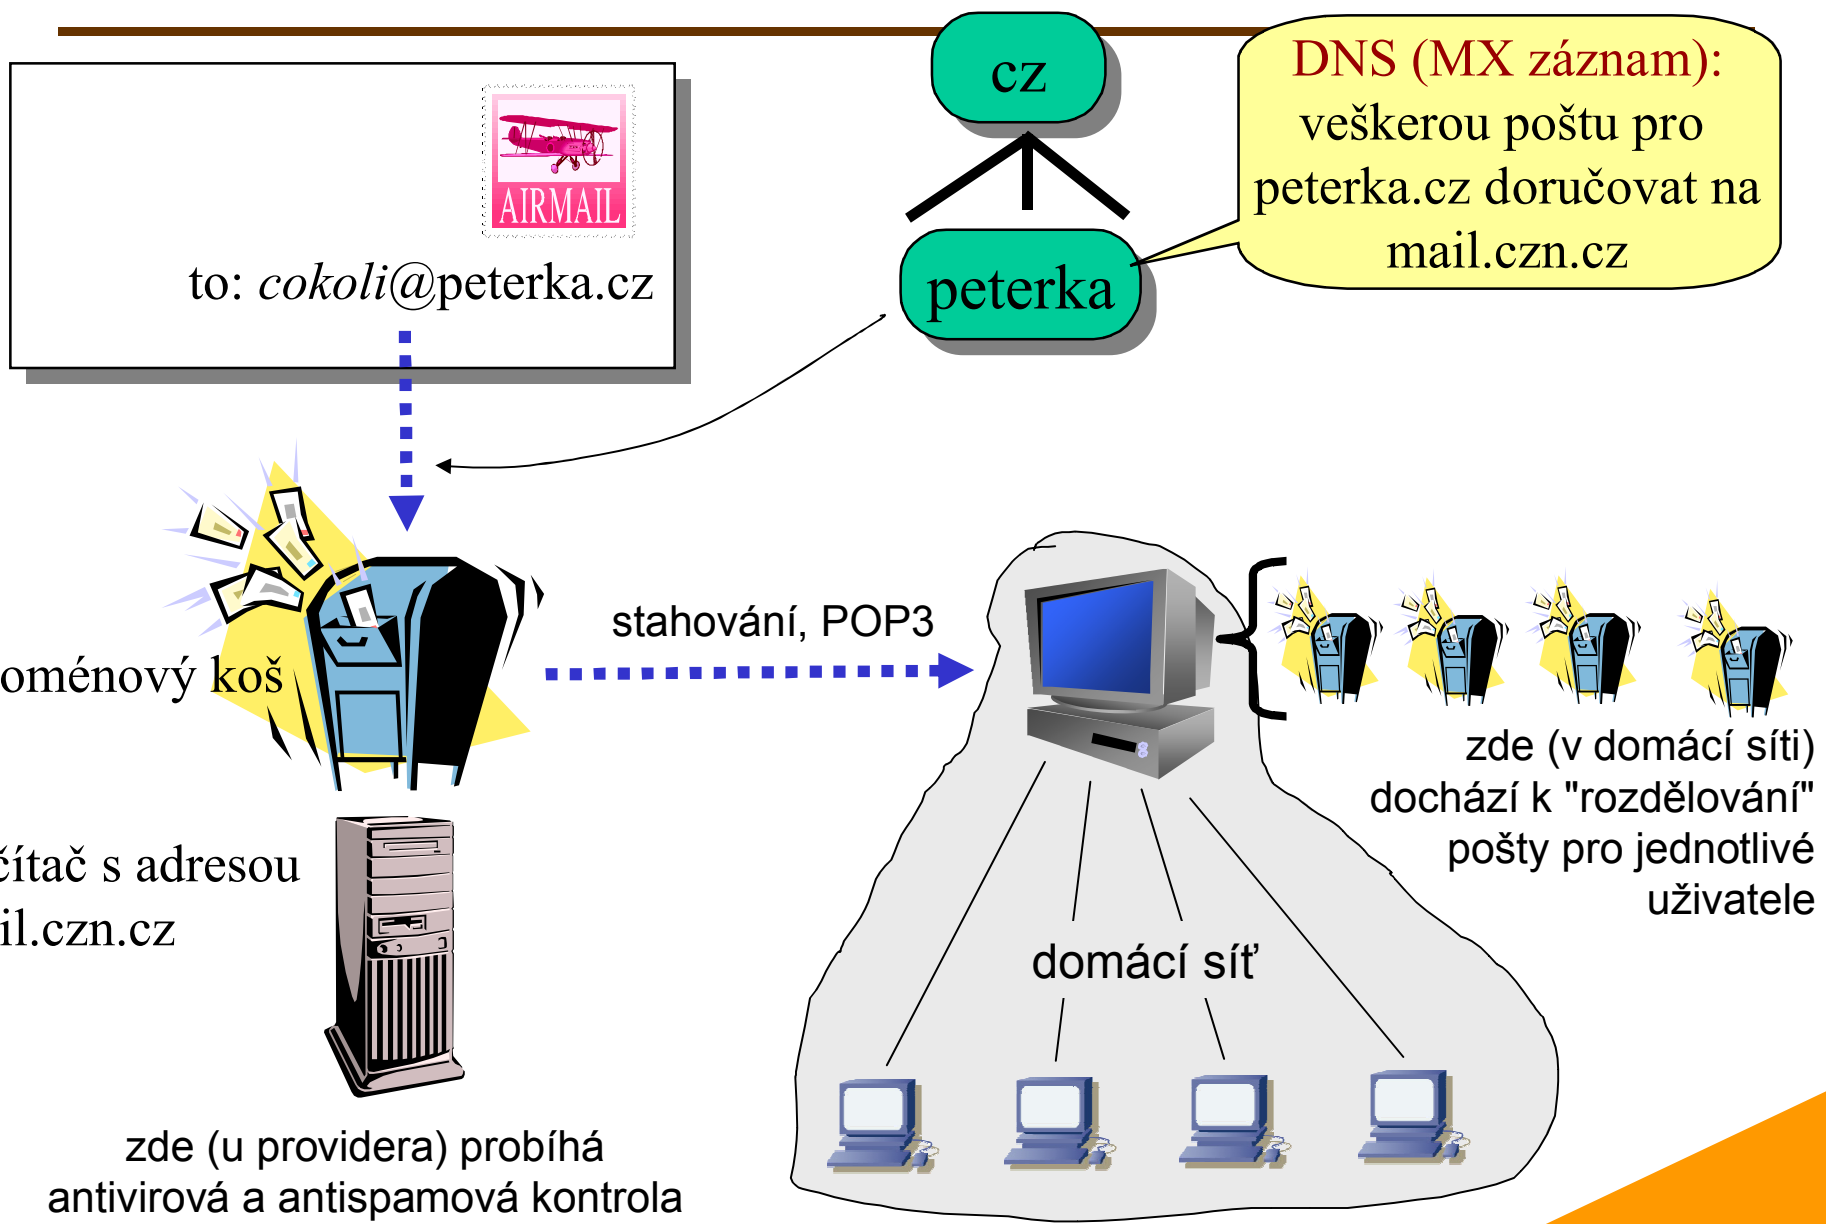 cz
DNS (MX záznam):
veškerou poštu pro
peterka.cz doručovat na
mail.czn.cz
AIRMAIL
to: cokoli@peterka.cz
peterka
stahování, POP3
oménový koš
zde (v domácí síti)
dochází k "rozdělování"
pošty pro jednotlivé
uživatele
čítač s adresou
il.czn.cz
domácí síť
zde (u providera) probíhá
antivirová a antispamová kontrola